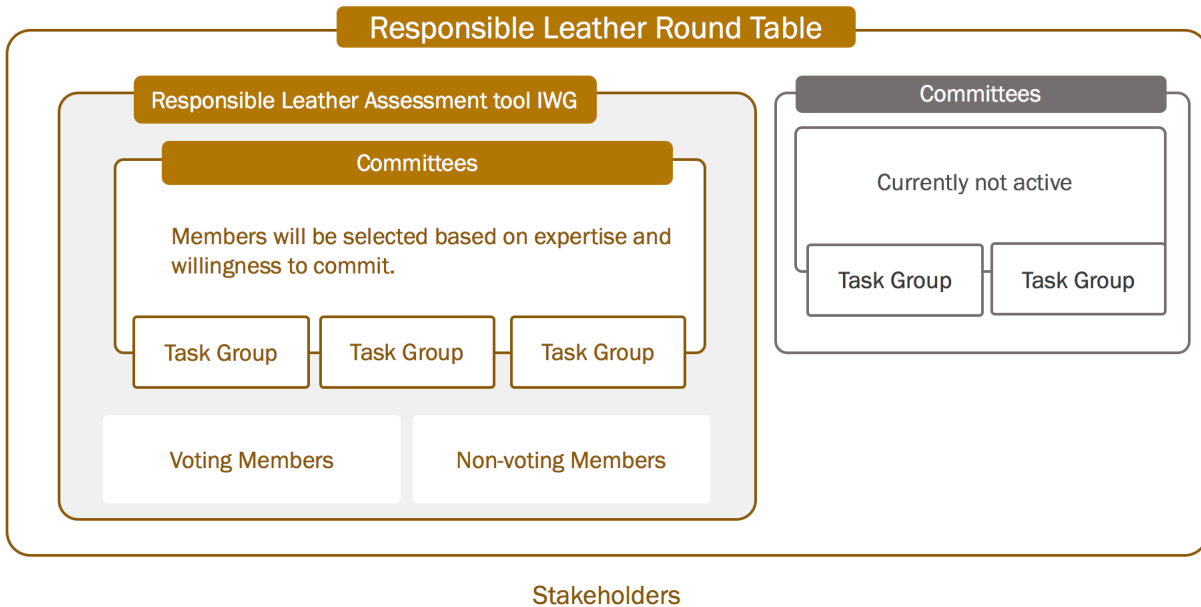 Responsible Leather Round Table
Responsible Leather Assessment tool IWG
Committees
Members will be selected based on expertise and
willingness to commit.
Task Group
Task Group
Task Group
Voting Members
Non-voting Members
Committees
Currently not active
Task Group
Task Group
Stakeholders